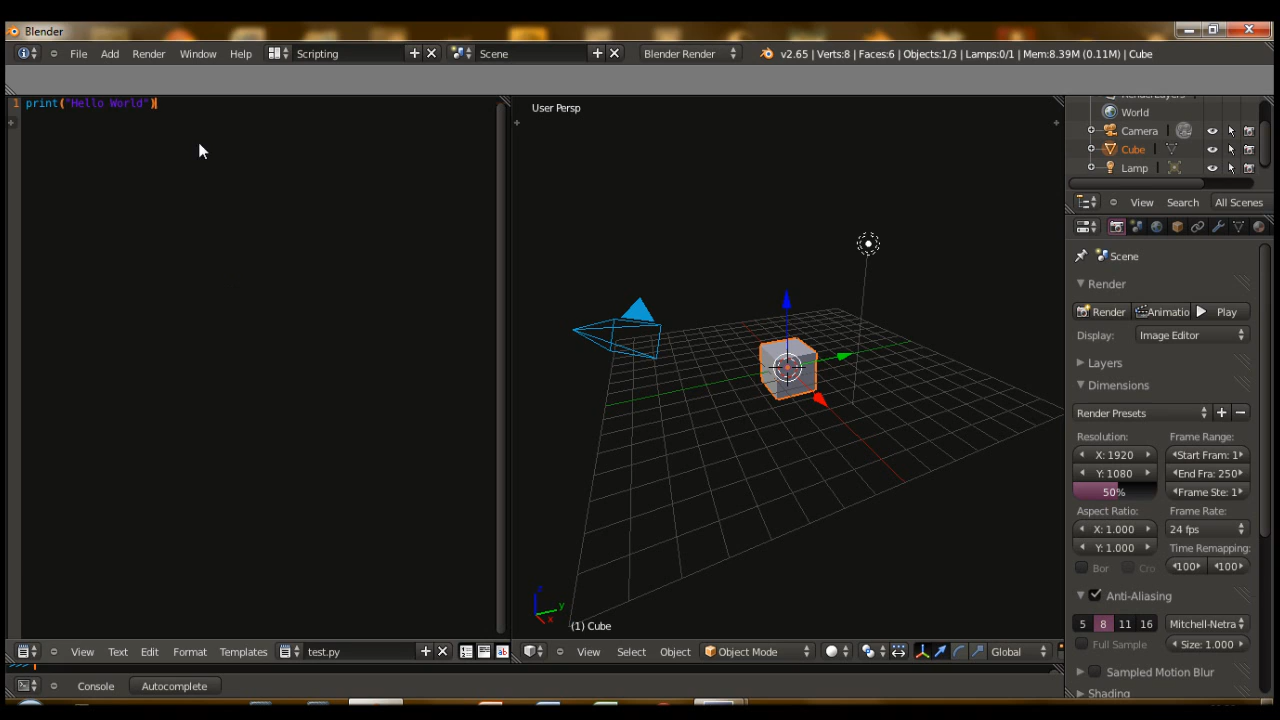 Blender
File Add Render Window Help Scripting Scene Blender Render v2.65 | Verts:8 | Faces:6 | Objects:1/3 | Lamps:0/1 | Mem:8.39M (0.11M) | Cube
1 print("Hello World")
User Persp
World
Camera
Cube
Lamp
View Search All Scenes
Scene
Render
Render Animatio Play
Display: Image Editor
Layers
Dimensions
Render Presets
Resolution: Frame Range:
X: 1920 Start Fram: 1
Y: 1080 End Fra: 250
50% Frame Ste: 1
Aspect Ratio: Frame Rate:
X: 1.000 24 fps
Y: 1.000 Time Remapping:
Bor Cro 100 100
Anti-Aliasing
5 8 11 16 Mitchell-Netra
Full Sample Size: 1.000
Sampled Motion Blur
Shading
z
y
x
(1) Cube
View Text Edit Format Templates test.py
View Select Object Object Mode Global
Console Autocomplete